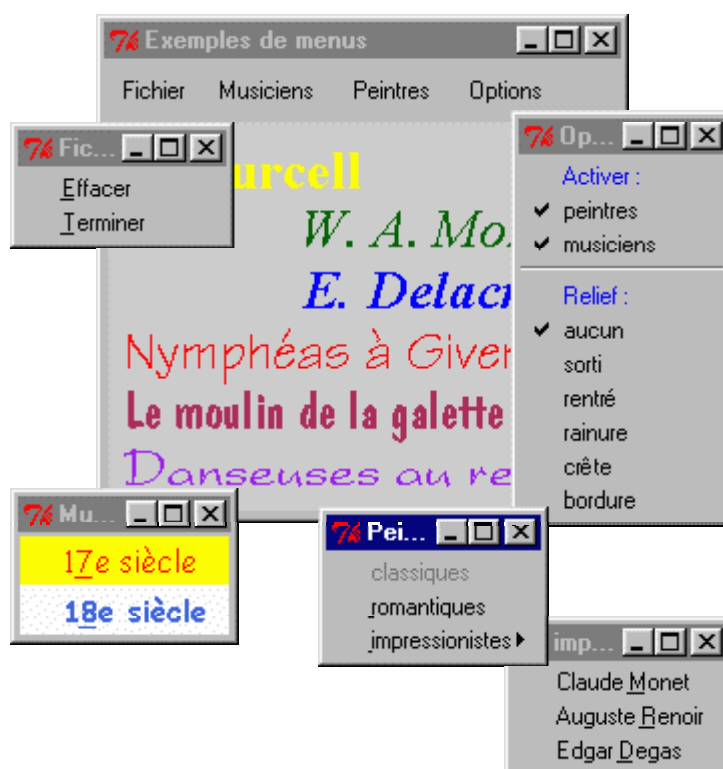 Exemples de menus
Fichier Musiciens Peintres Options
Fic...
Effacer
Terminer
Op...
Activer :
peintres
musiciens
Relief :
aucun
sorti
rentré
rainure
crête
bordure
urcell
W. A. Mo
E. Delac
Nymphéas à Giver
Le moulin de la galette
Danseuses au re
Mu...
17e siècle
18e siècle
Pei...
classiques
romantiques
impressionistes
imp...
Claude Monet
Auguste Renoir
Edgar Degas